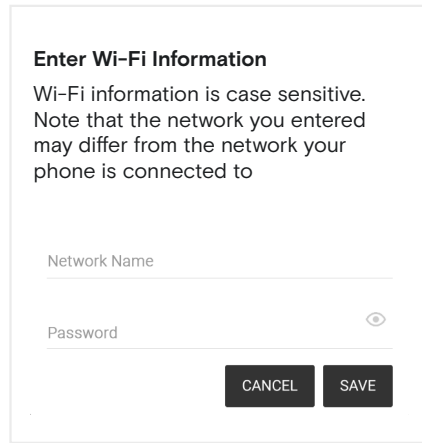 Enter Wi-Fi Information
Wi-Fi information is case sensitive.
Note that the network you entered
may differ from the network your
phone is connected to
Network Name
Password
CANCEL SAVE